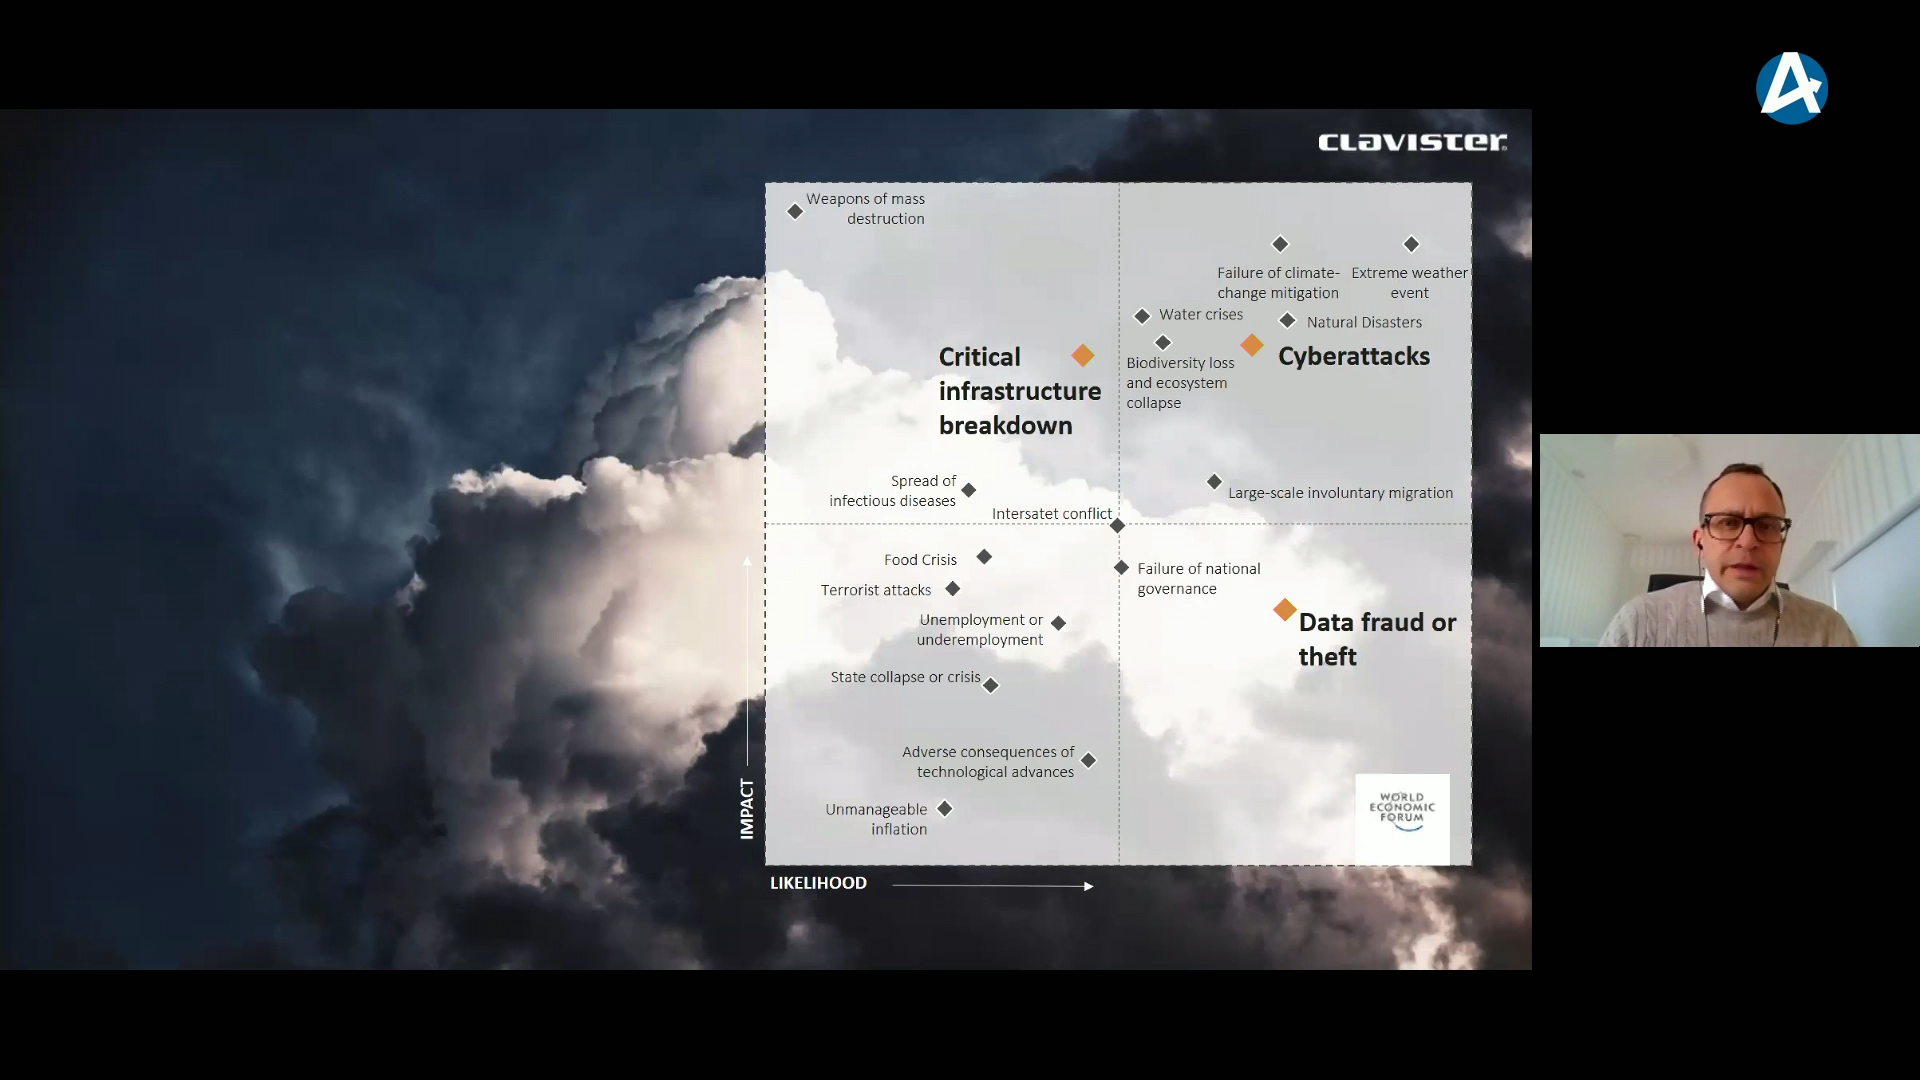 CLAVISTER
Weapons of mass
destruction
Failure of climate-
change mitigation
Extreme weather
event
Water crises
Natural Disasters
Critical
infrastructure
breakdown
Biodiversity loss
and ecosystem
collapse
Cyberattacks
Spread of
infectious diseases
Large-scale involuntary migration
Intersatet conflict
Food Crisis
Failure of national
governance
Terrorist attacks
Unemployment or
underemployment
Data fraud or
theft
State collapse or crisis
Adverse consequences of
technological advances
Unmanageable
inflation
WORLD
ECONOMIC
FORUM
IMPACT
LIKELIHOOD